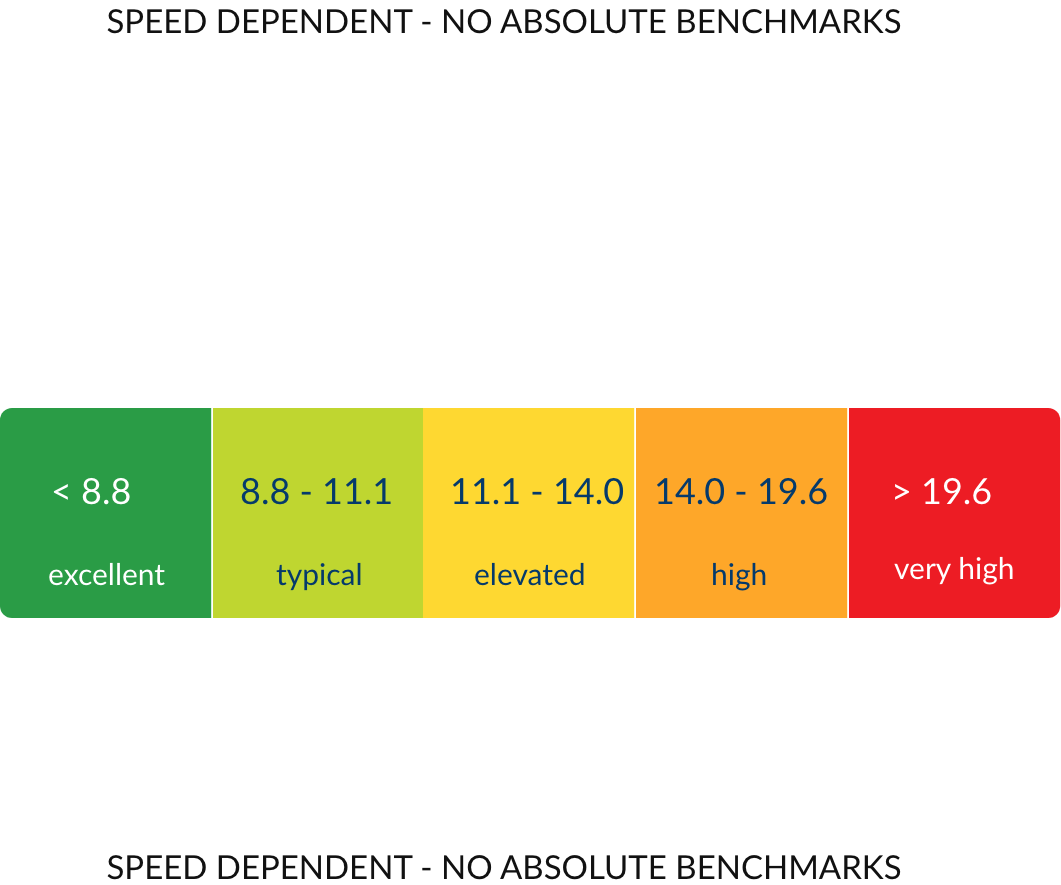 SPEED DEPENDENT - NO ABSOLUTE BENCHMARKS
< 8.8 8.8 - 11.1 11.1 - 14.0 14.0 - 19.6 > 19.6
excellent typical elevated high very high
SPEED DEPENDENT - NO ABSOLUTE BENCHMARKS